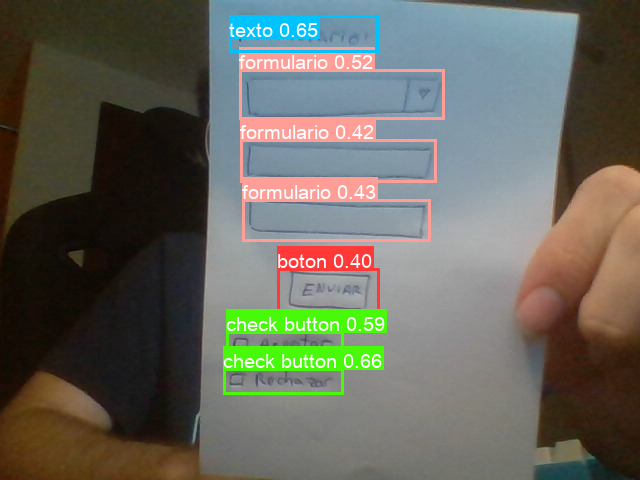 texto 0.65
formulario 0.52
formulario 0.42
formulario 0.43
boton 0.40
ENVIAR
check button 0.59
Aceptar
check button 0.66
Rechazar